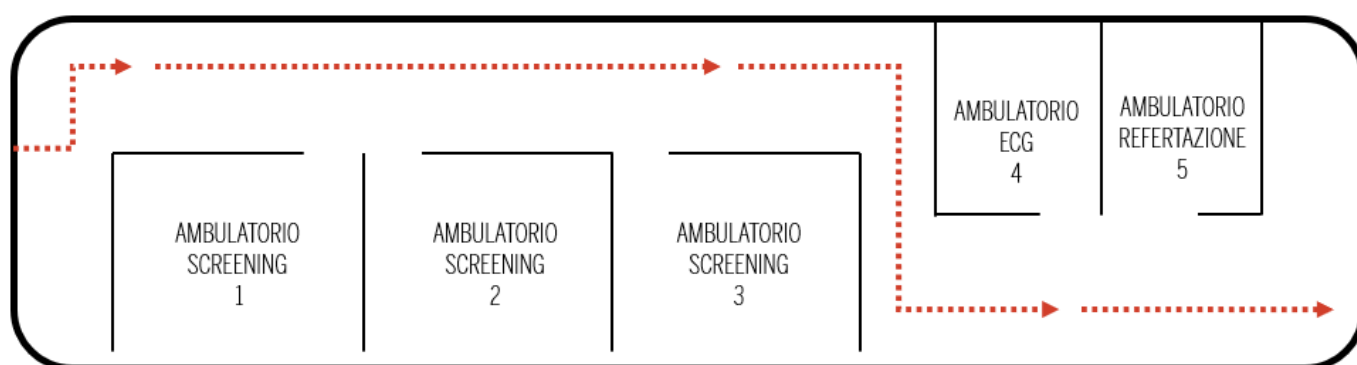 AMBULATORIO
SCREENING
1
AMBULATORIO
SCREENING
2
AMBULATORIO
SCREENING
3
AMBULATORIO
ECG
4
AMBULATORIO
REFERTAZIONE
5